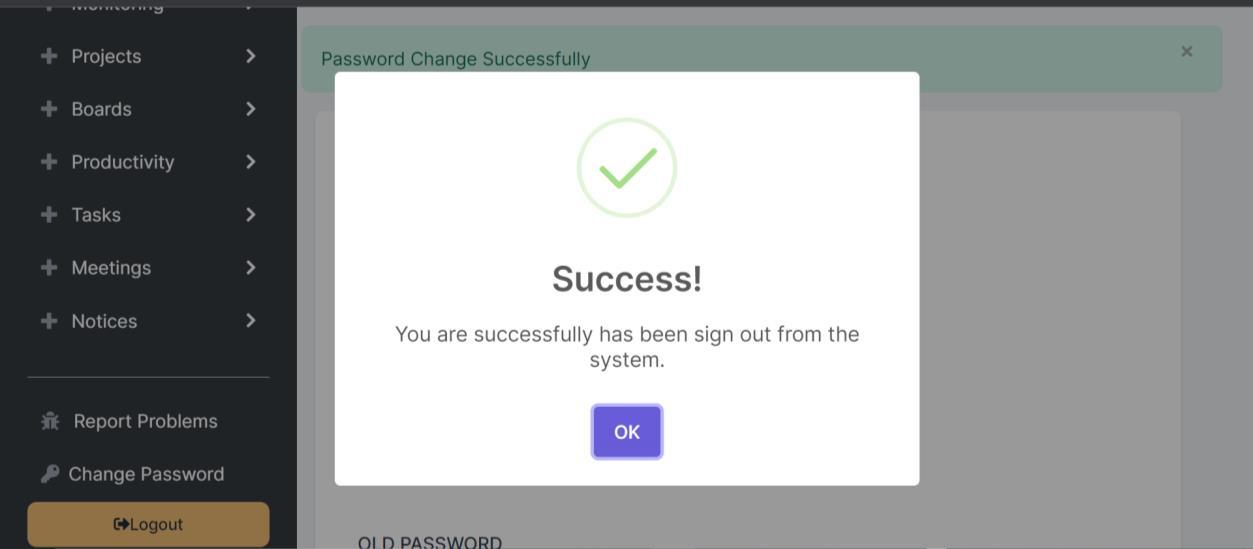 Monitoring
Projects
Boards
Productivity
Tasks
Meetings
Notices
Report Problems
Change Password
Logout
Password Change Successfully
×
Success!
You are successfully has been sign out from the
system.
OK
OLD PASSWORD